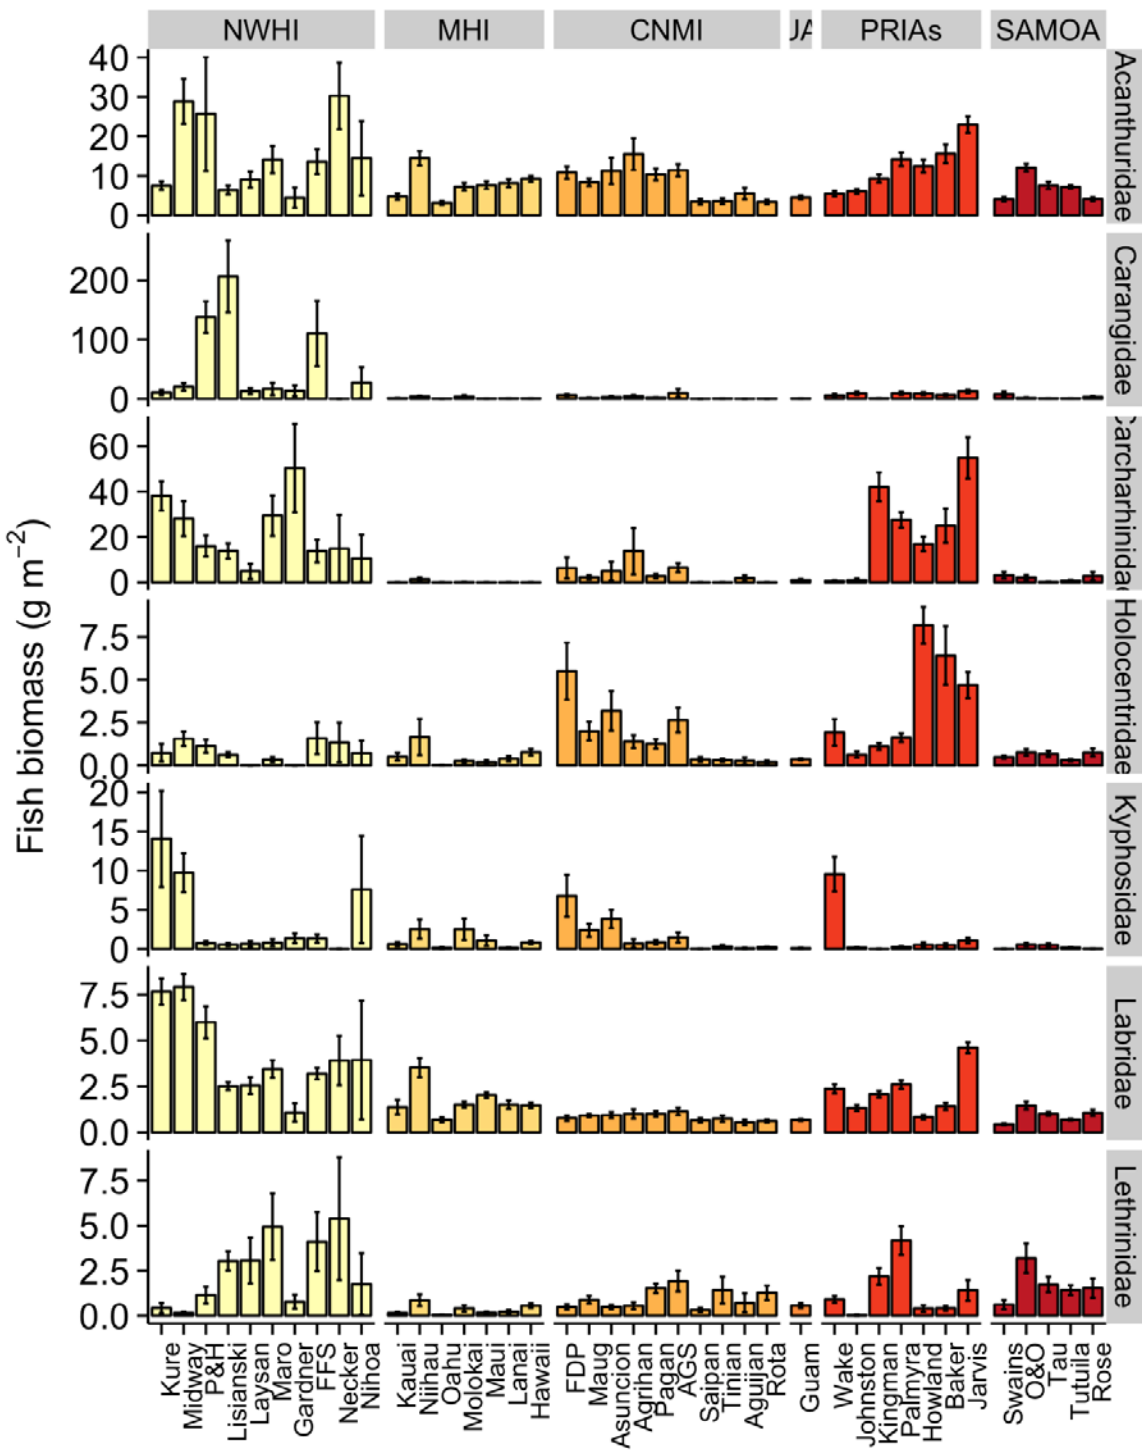 NWHI MHI CNMI UA PRIAs SAMOA
Fish biomass (g m⁻²)
40
30
20
10
0
Acanthuridae
200
100
0
Carangidae
60
40
20
0
Carcharhinidae
7.5
5.0
2.5
0.0
Holocentridae
20
15
10
5
0
Kyphosidae
7.5
5.0
2.5
0.0
Labridae
7.5
5.0
2.5
0.0
Lethrinidae
Kure
Midway
P&H
Lisianski
Laysan
Maro
Gardner
FFS
Necker
Nihoa
Kauai
Niihau
Oahu
Molokai
Maui
Lanai
Hawaii
FDP
Maug
Asuncion
Agrihan
Pagan
AGS
Saipan
Tinian
Aguijan
Rota
Guam
Wake
Johnston
Kingman
Palmyra
Howland
Baker
Jarvis
Swains
O&O
Tau
Tutuila
Rose